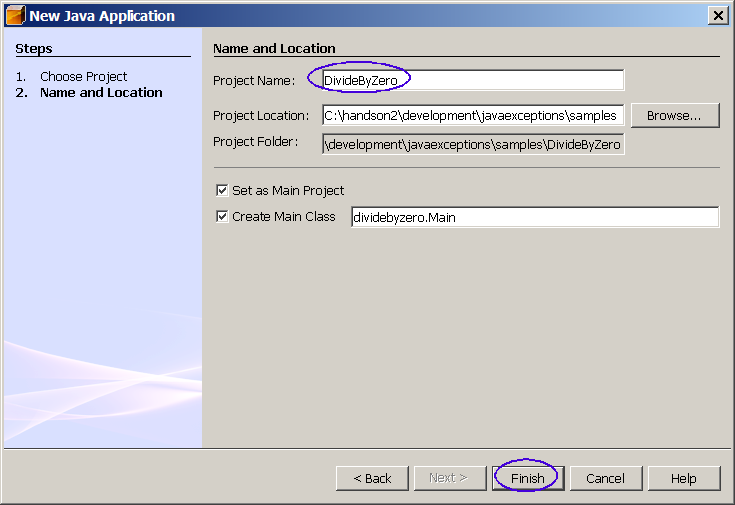 New Java Application
Steps
1. Choose Project
2. Name and Location
Name and Location
Project Name: DivideByZero
Project Location: C:\handson2\development\javaexceptions\samples Browse...
Project Folder: \development\javaexceptions\samples\DivideByZero
Set as Main Project
Create Main Class dividebyzero.Main
< Back Next > Finish Cancel Help